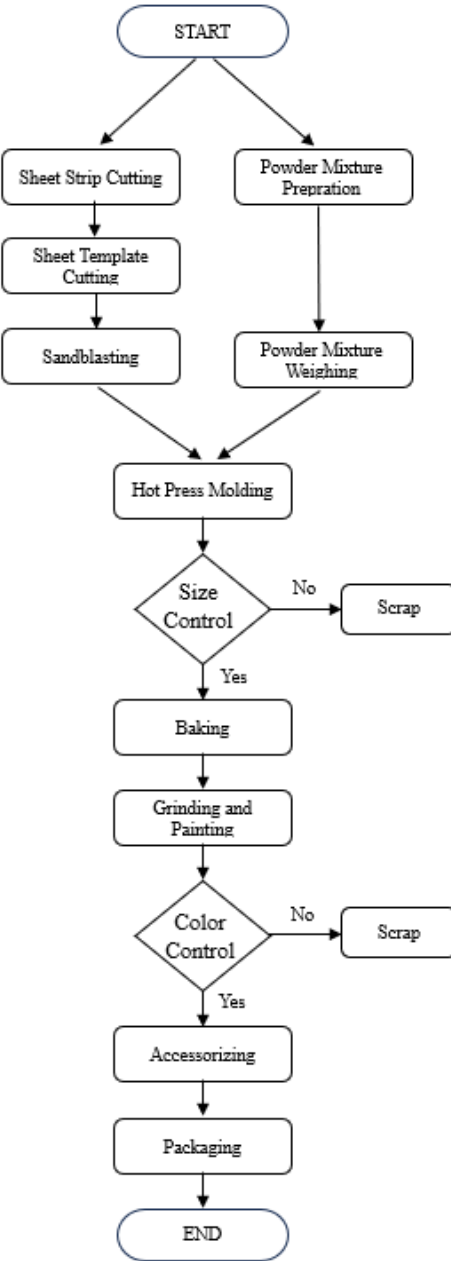 START
Sheet Strip Cutting
Powder Mixture
Prepration
Sheet Template
Cutting
Sandblasting
Powder Mixture
Weighing
Hot Press Molding
Size
Control
No
Scrap
Yes
Baking
Grinding and
Painting
Color
Control
No
Scrap
Yes
Accessorizing
Packaging
END